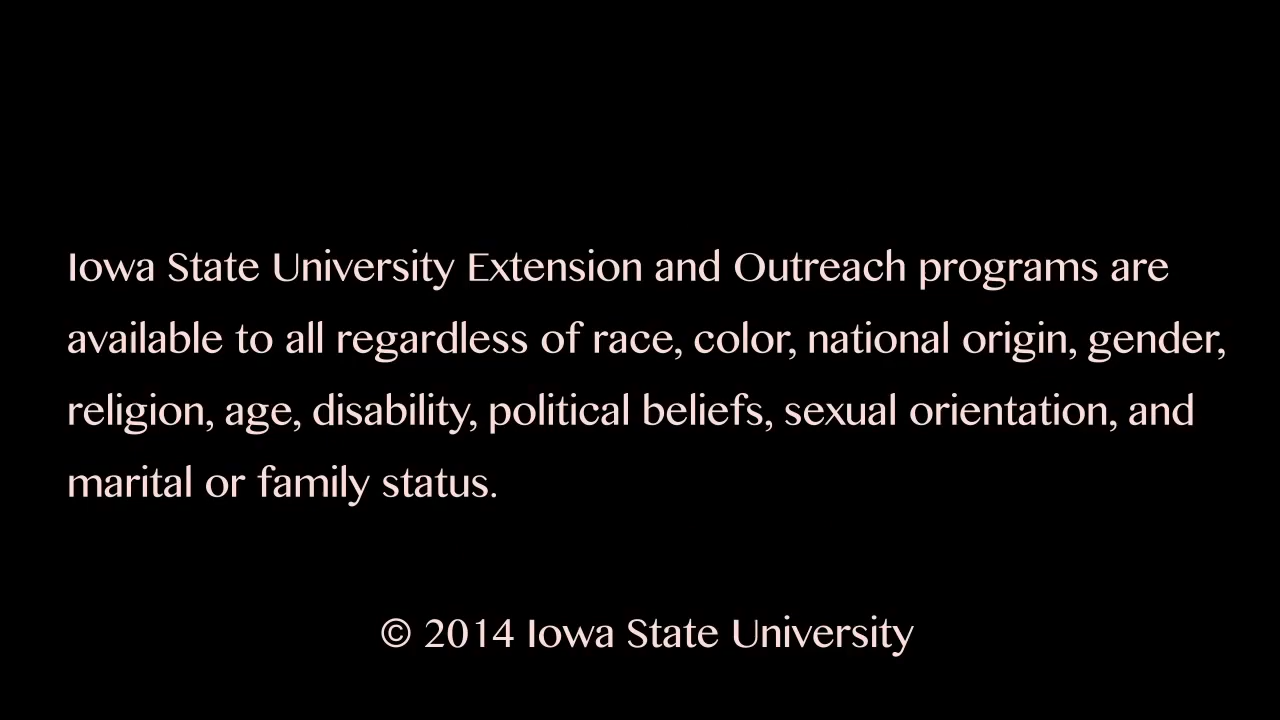 Iowa State University Extension and Outreach programs are
available to all regardless of race, color, national origin, gender,
religion, age, disability, political beliefs, sexual orientation, and
marital or family status.
© 2014 Iowa State University